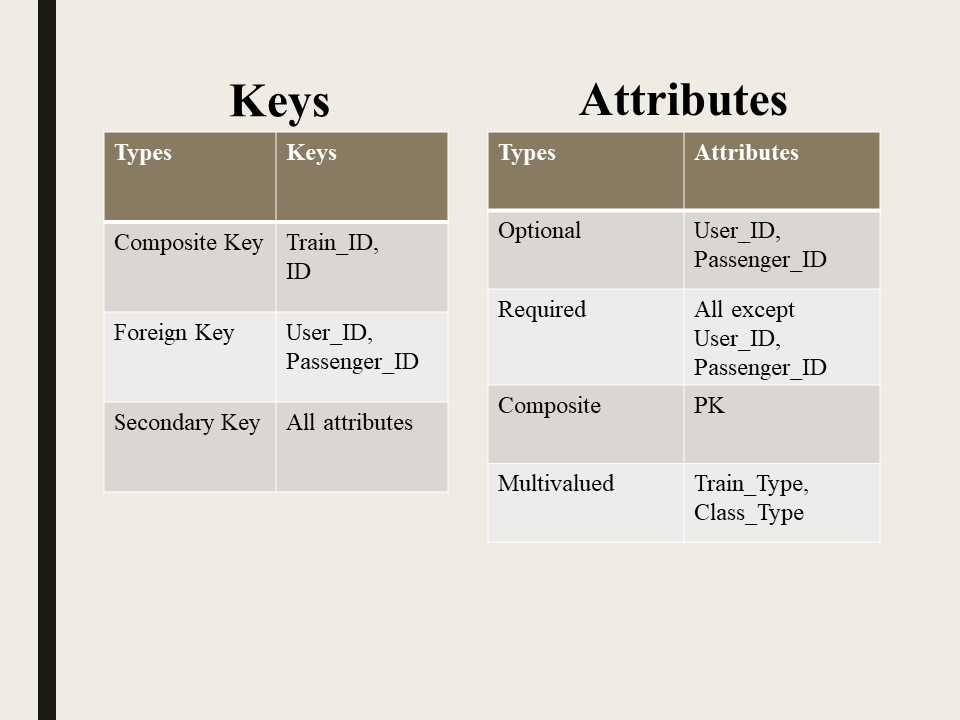 Keys
Types Keys
Composite Key Train_ID,
ID
Foreign Key User_ID,
Passenger_ID
Secondary Key All attributes
Attributes
Types Attributes
Optional User_ID,
Passenger_ID
Required All except
User_ID,
Passenger_ID
Composite PK
Multivalued Train_Type,
Class_Type